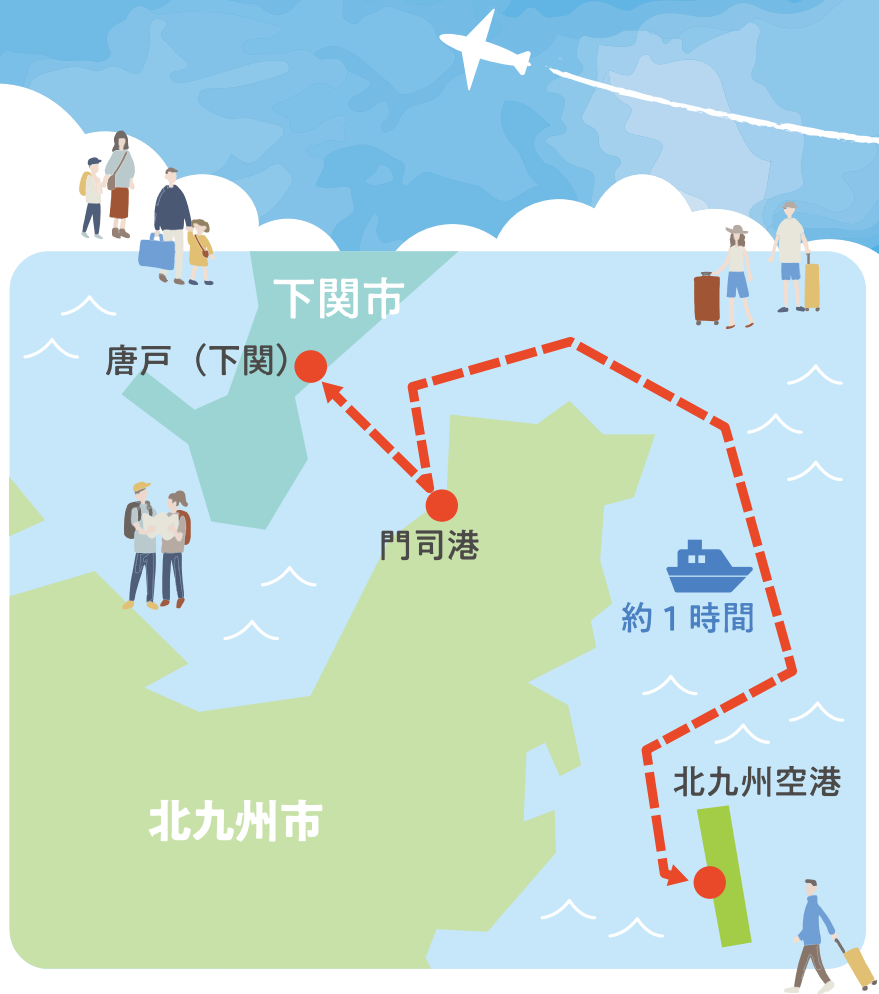 下関市
唐戸（下関）
門司港
約1時間
北九州空港
北九州市